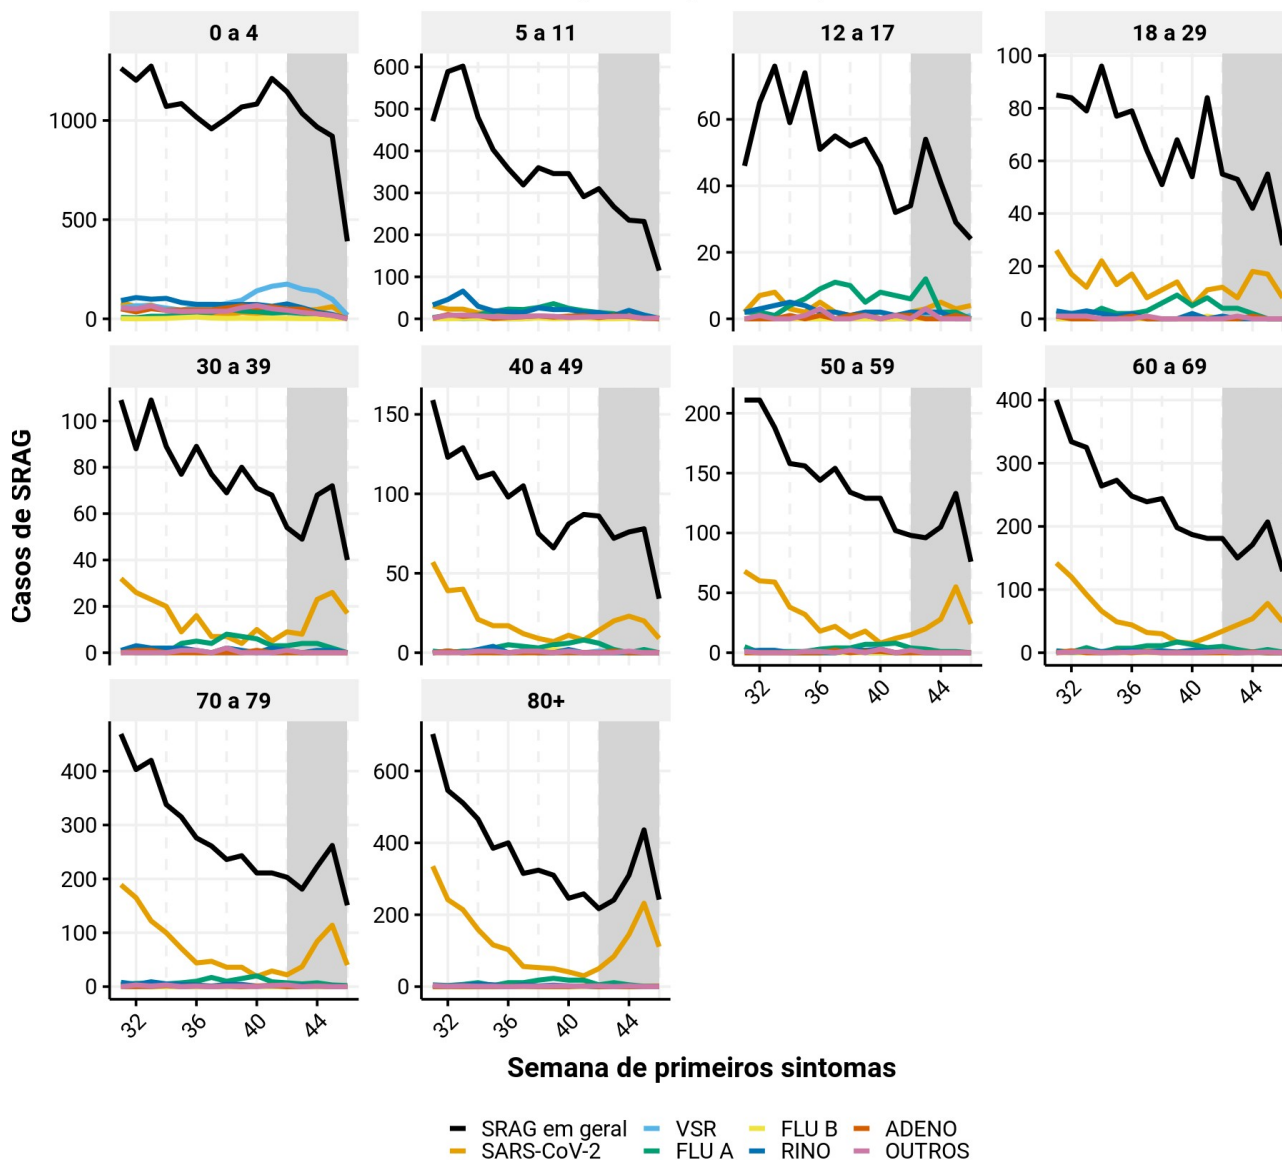 0 a 4
5 a 11
12 a 17
18 a 29
1000
500
0
600
500
400
300
200
100
0
60
40
20
0
100
80
60
40
20
0
30 a 39
40 a 49
50 a 59
60 a 69
100
80
60
40
20
0
150
100
50
0
200
150
100
50
0
400
300
200
100
0
32 36 40 44
32 36 40 44
Casos de SRAG
70 a 79
80+
400
300
200
100
0
600
400
200
0
32 36 40 44
32 36 40 44
Semana de primeiros sintomas
SRAG em geral VSR FLU B ADENO
SARS-CoV-2 FLU A RINO OUTROS